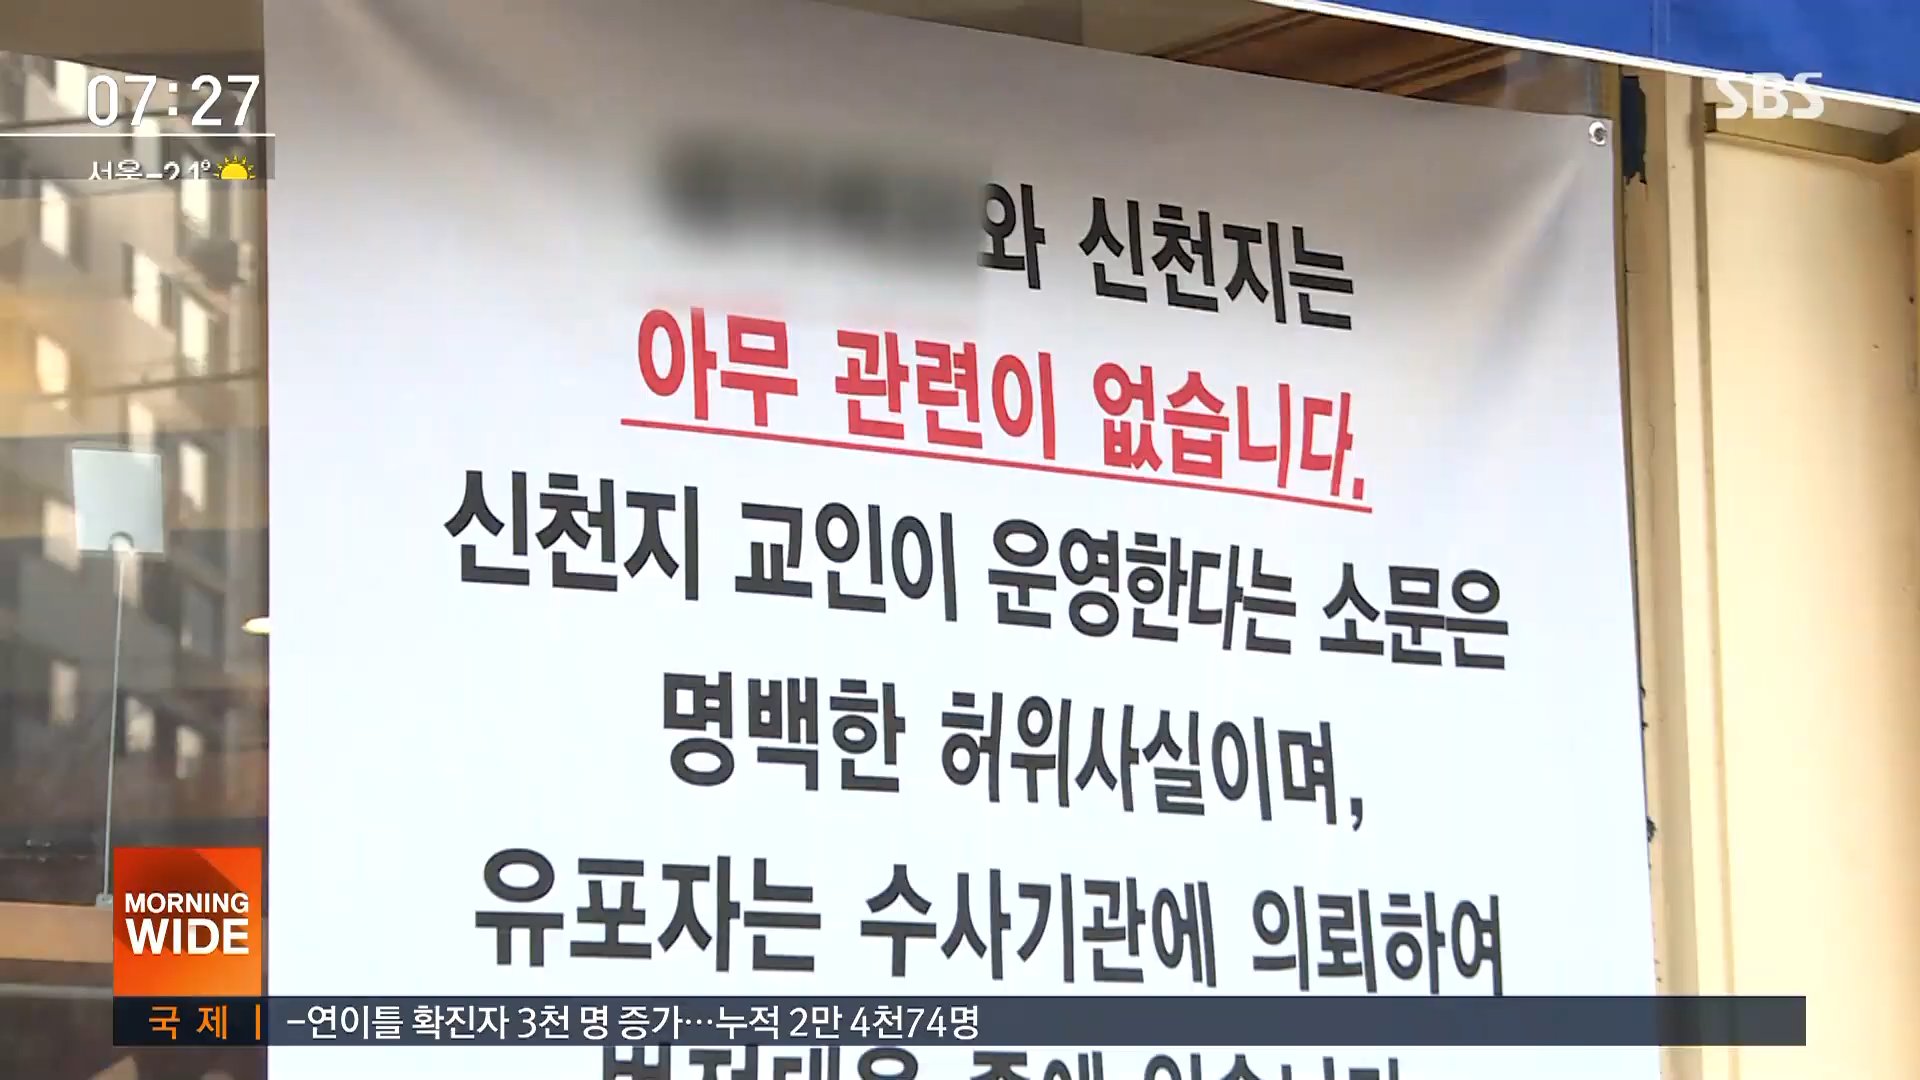 07:27
SBS
와 신천지는
아무 관련이 없습니다.
신천지 교인이 운영한다는 소문은
명백한 허위사실이며,
유포자는 수사기관에 의뢰하여
MORNING
WIDE
국제 | -연이틀 확진자 3천 명 증가…누적 2만 4천74명